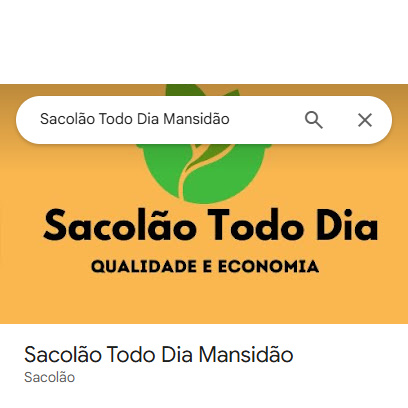 Sacolão Todo Dia Mansidão
Sacolão Todo Dia
QUALIDADE E ECONOMIA
Sacolão Todo Dia Mansidão
Sacolão